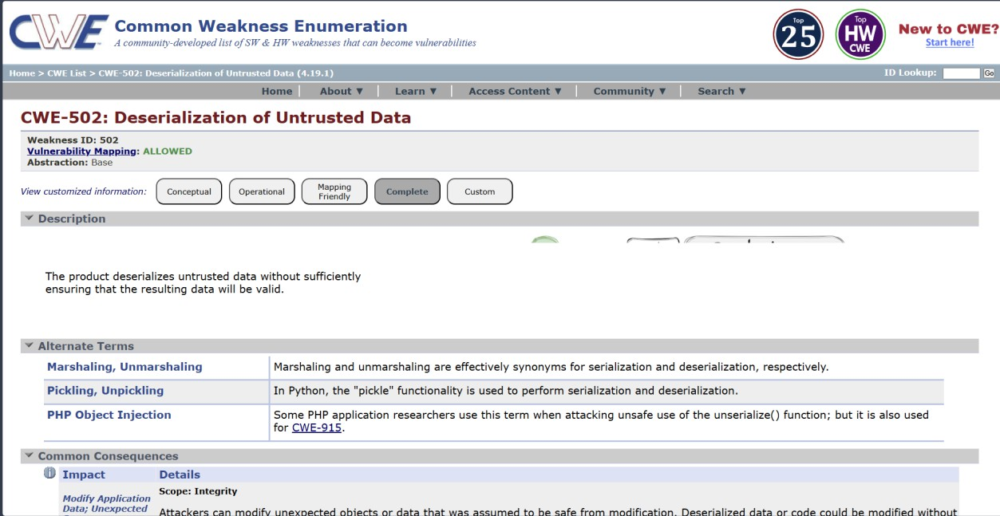 CWE
Common Weakness Enumeration
A community-developed list of SW & HW weaknesses that can become vulnerabilities
Top
25
Top
HW
CWE
New to CWE?
Start here!
Home > CWE List > CWE-502: Deserialization of Untrusted Data (4.19.1)
ID Lookup:
Go
Home
About ▼
Learn ▼
Access Content ▼
Community ▼
Search ▼
CWE-502: Deserialization of Untrusted Data
Weakness ID: 502
Vulnerability Mapping: ALLOWED
Abstraction: Base
View customized information:
Conceptual
Operational
Mapping
Friendly
Complete
Custom
Description
The product deserializes untrusted data without sufficiently
ensuring that the resulting data will be valid.
Alternate Terms
Marshaling, Unmarshaling
Marshaling and unmarshaling are effectively synonyms for serialization and deserialization, respectively.
Pickling, Unpickling
In Python, the "pickle" functionality is used to perform serialization and deserialization.
PHP Object Injection
Some PHP application researchers use this term when attacking unsafe use of the unserialize() function; but it is also used
for CWE-915.
Common Consequences
Impact
Details
Modify Application
Data; Unexpected
Scope: Integrity
Attackers can modify unexpected objects or data that was assumed to be safe from modification. Deserialized data or code could be modified without